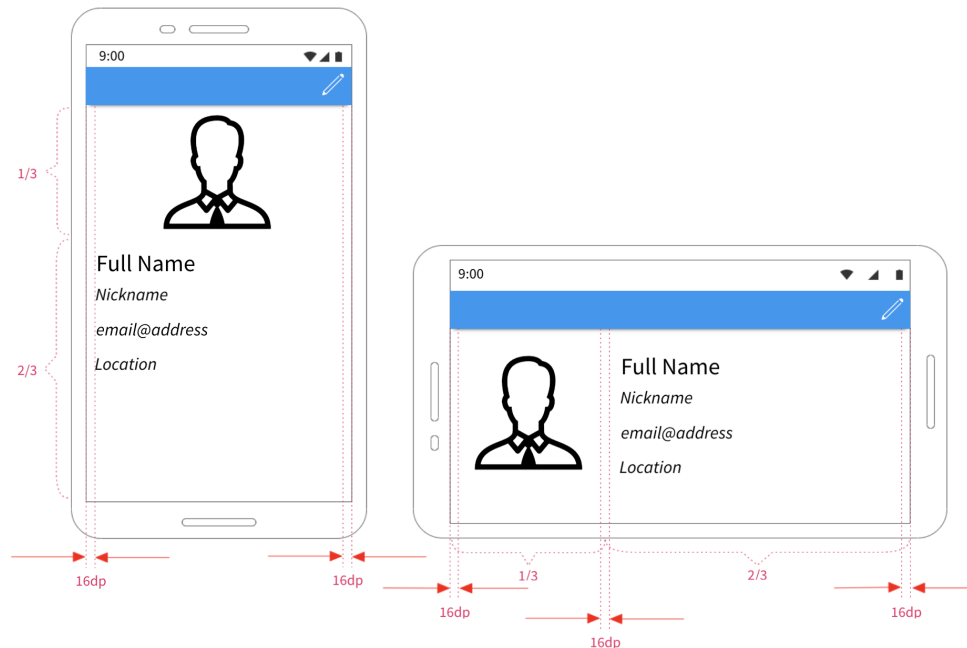 9:00
1/3
Full Name
Nickname
email@address
Location
2/3
16dp
16dp
9:00
Full Name
Nickname
email@address
Location
1/3
2/3
16dp
16dp
16dp